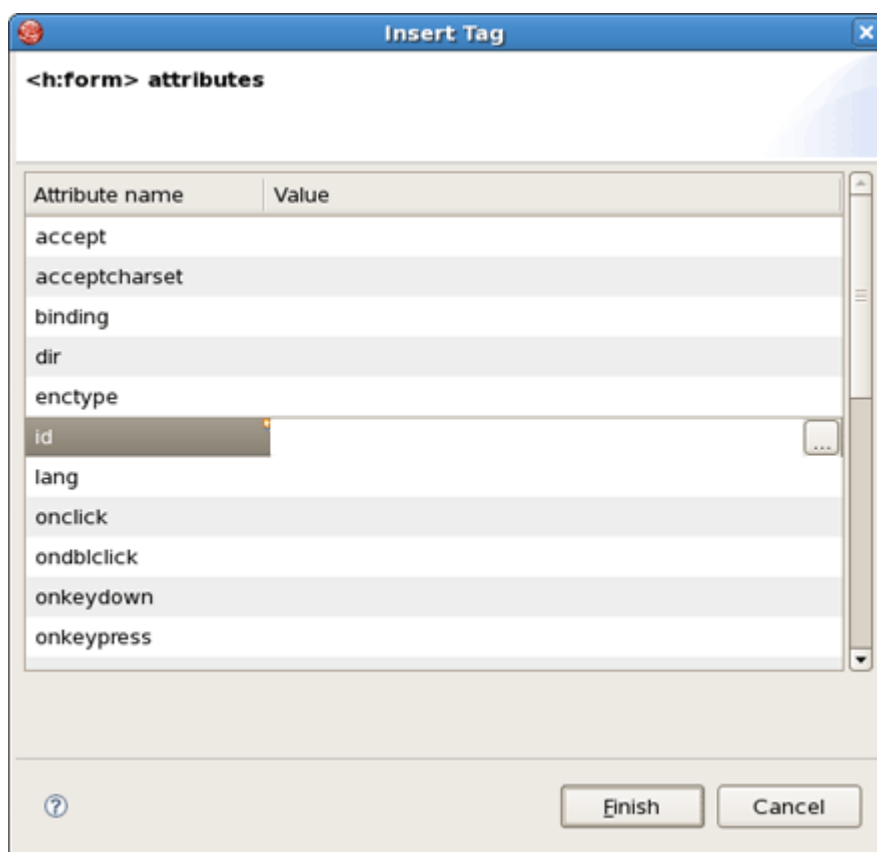 Insert Tag
<h:form> attributes
Attribute name Value
accept
acceptcharset
binding
dir
enctype
id ...
lang
onclick
ondblclick
onkeydown
onkeypress
? Finish Cancel